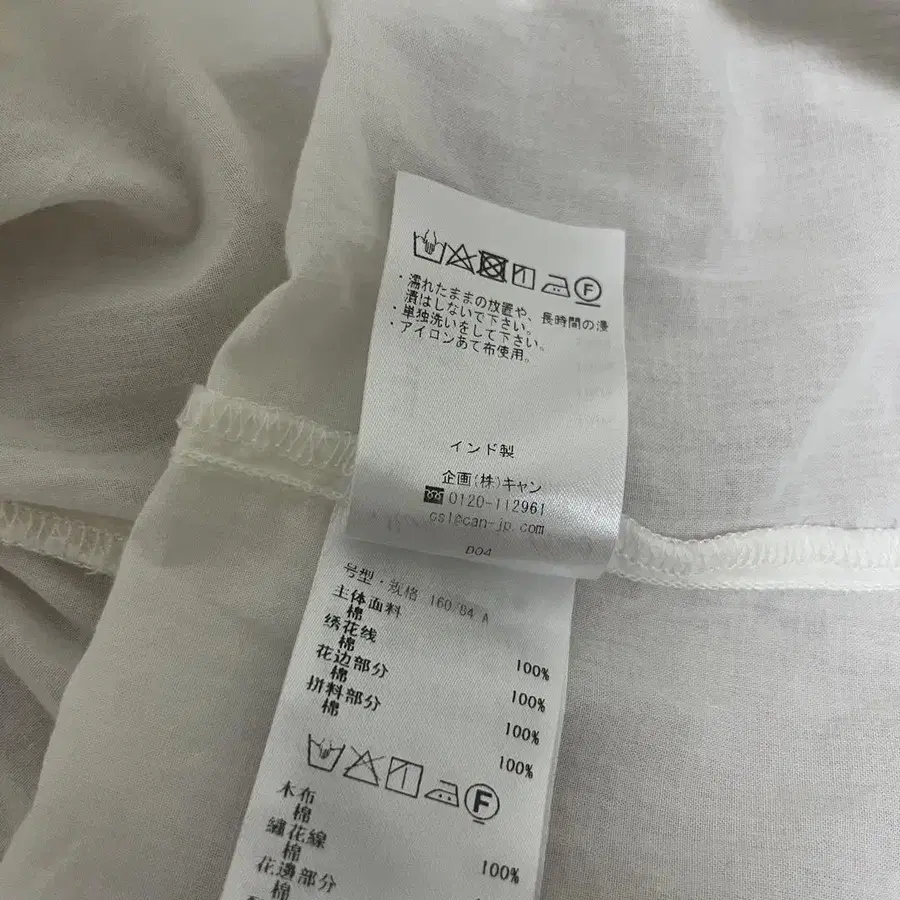 F
・濡れたままの放置や、長時間の浸
漬はしないで下さい。
・単独洗いをして下さい。
・アイロンあて布使用。
インド製
企画(株)キャン
0120-112961
csl@can-jp.com
D04
号型・规格 160/84 A
主体面料
棉 100%
绣花线
棉 100%
花边部分
棉 100%
拼料部分
棉 100%
F
木布
棉 100%
繡花線
棉
花邊部分
棉